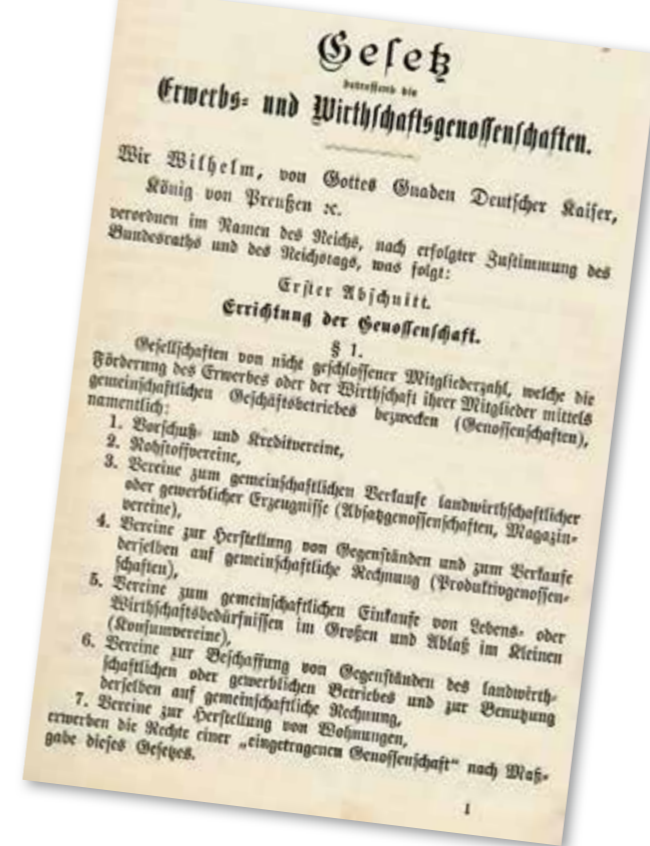 Gesetz
betreffend die
Erwerbs- und Wirthschaftsgenossenschaften.
Wir Wilhelm, von Gottes Gnaden Deutscher Kaiser,
König von Preußen ꝛc.
verordnen im Namen des Reichs, nach erfolgter Zustimmung des
Bundesraths und des Reichstags, was folgt:
Erster Abschnitt.
Errichtung der Genossenschaft.
§ 1.
Gesellschaften von nicht geschlossener Mitgliederzahl, welche die
Förderung des Erwerbes oder der Wirthschaft ihrer Mitglieder mittels
gemeinschaftlichen Geschäftsbetriebes bezwecken (Genossenschaften),
namentlich:
1. Vorschuß- und Kreditvereine,
2. Rohstoffvereine,
3. Vereine zum gemeinschaftlichen Verkaufe landwirthschaftlicher
oder gewerblicher Erzeugnisse (Absatzgenossenschaften, Magazin-
vereine),
4. Vereine zur Herstellung von Gegenständen und zum Verkaufe
derselben auf gemeinschaftliche Rechnung (Produktivgenossen-
schaften),
5. Vereine zum gemeinschaftlichen Einkaufe von Lebens- oder
Wirthschaftsbedürfnissen im Großen und Ablaß im Kleinen
(Konsumvereine),
6. Vereine zur Beschaffung von Gegenständen des landwirth-
schaftlichen oder gewerblichen Betriebes und zur Benutzung
derselben auf gemeinschaftliche Rechnung,
7. Vereine zur Herstellung von Wohnungen,
erwerben die Rechte einer „eingetragenen Genossenschaft“ nach Maß-
gabe dieses Gesetzes.
1